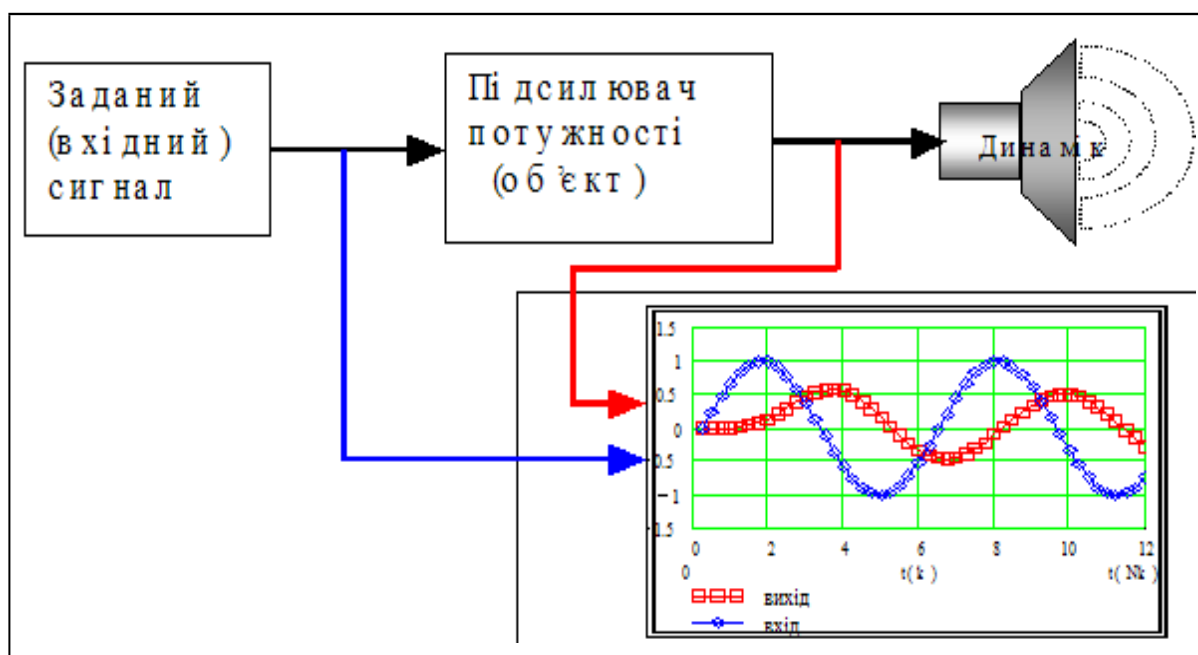 Заданий
(вхідний)
сигнал
Підсилювач
потужності
(об'єкт)
Динамік
1.5
1
0.5
0
0.5
−1
1.5
0 2 4 6 8 10 12
0 t(k) t(Nk)
вихід
вхід